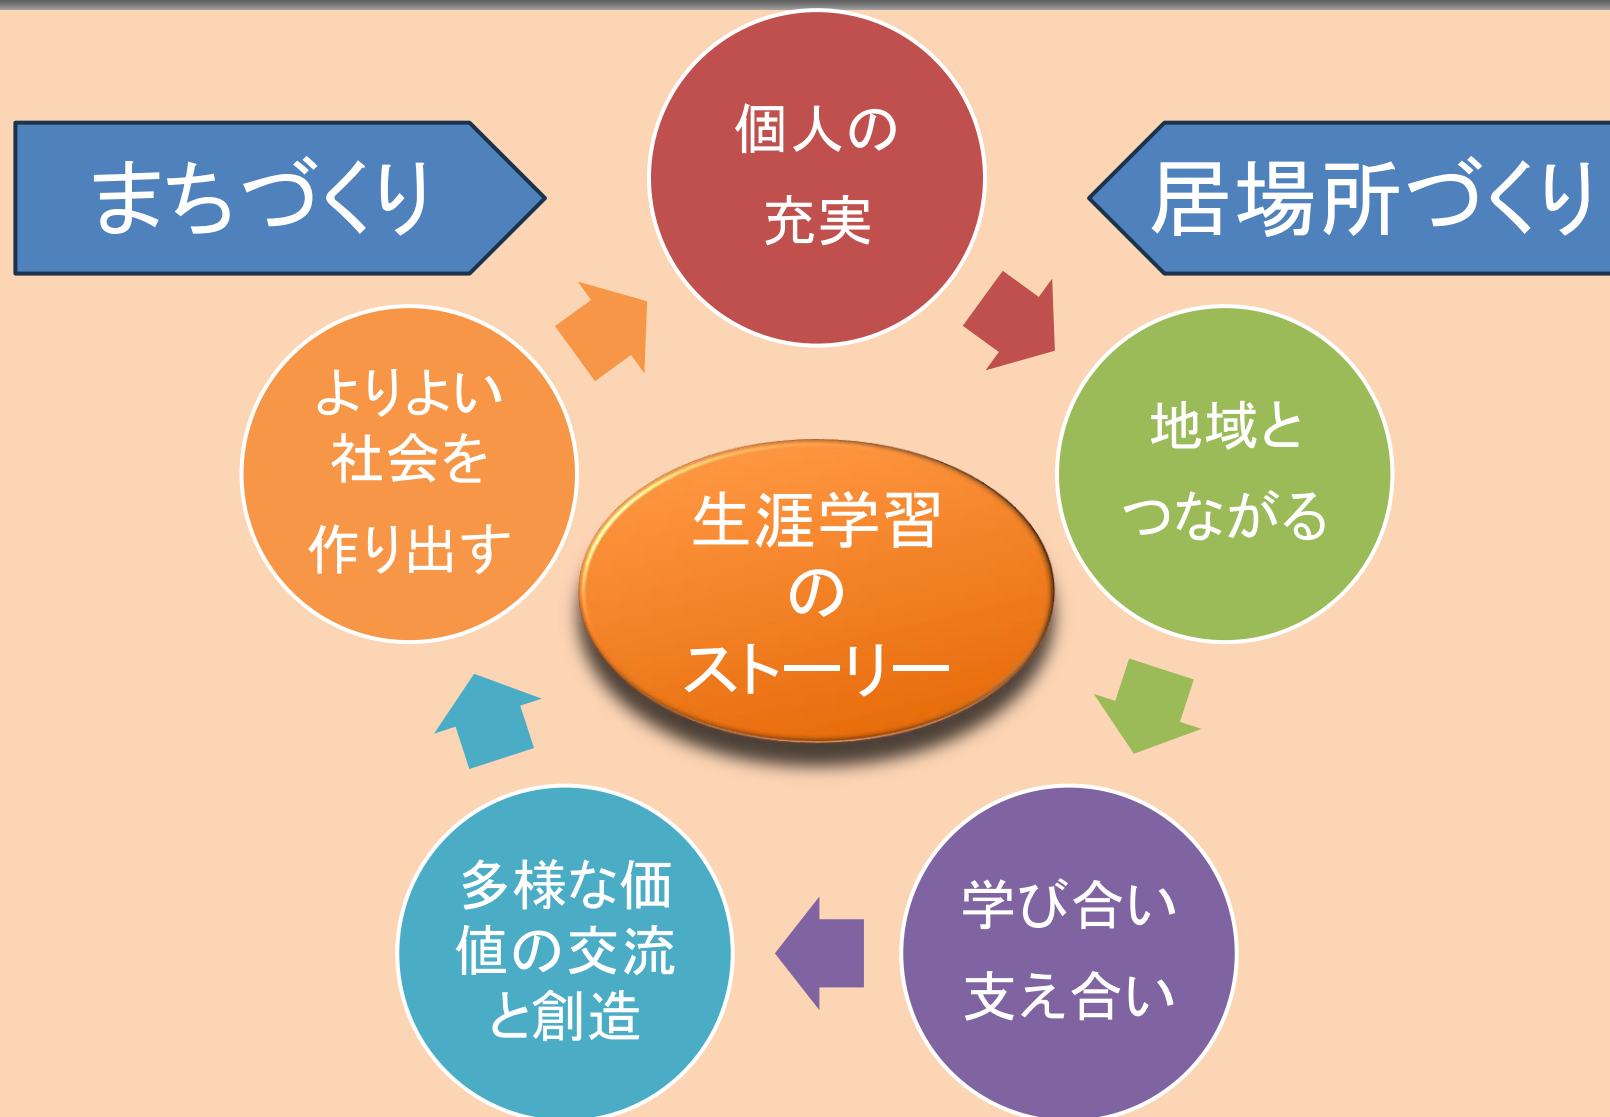 まちづくり
居場所づくり
個人の
充実
地域と
つながる
学び合い
支え合い
多様な価
値の交流
と創造
よりよい
社会を
作り出す
生涯学習
の
ストーリー